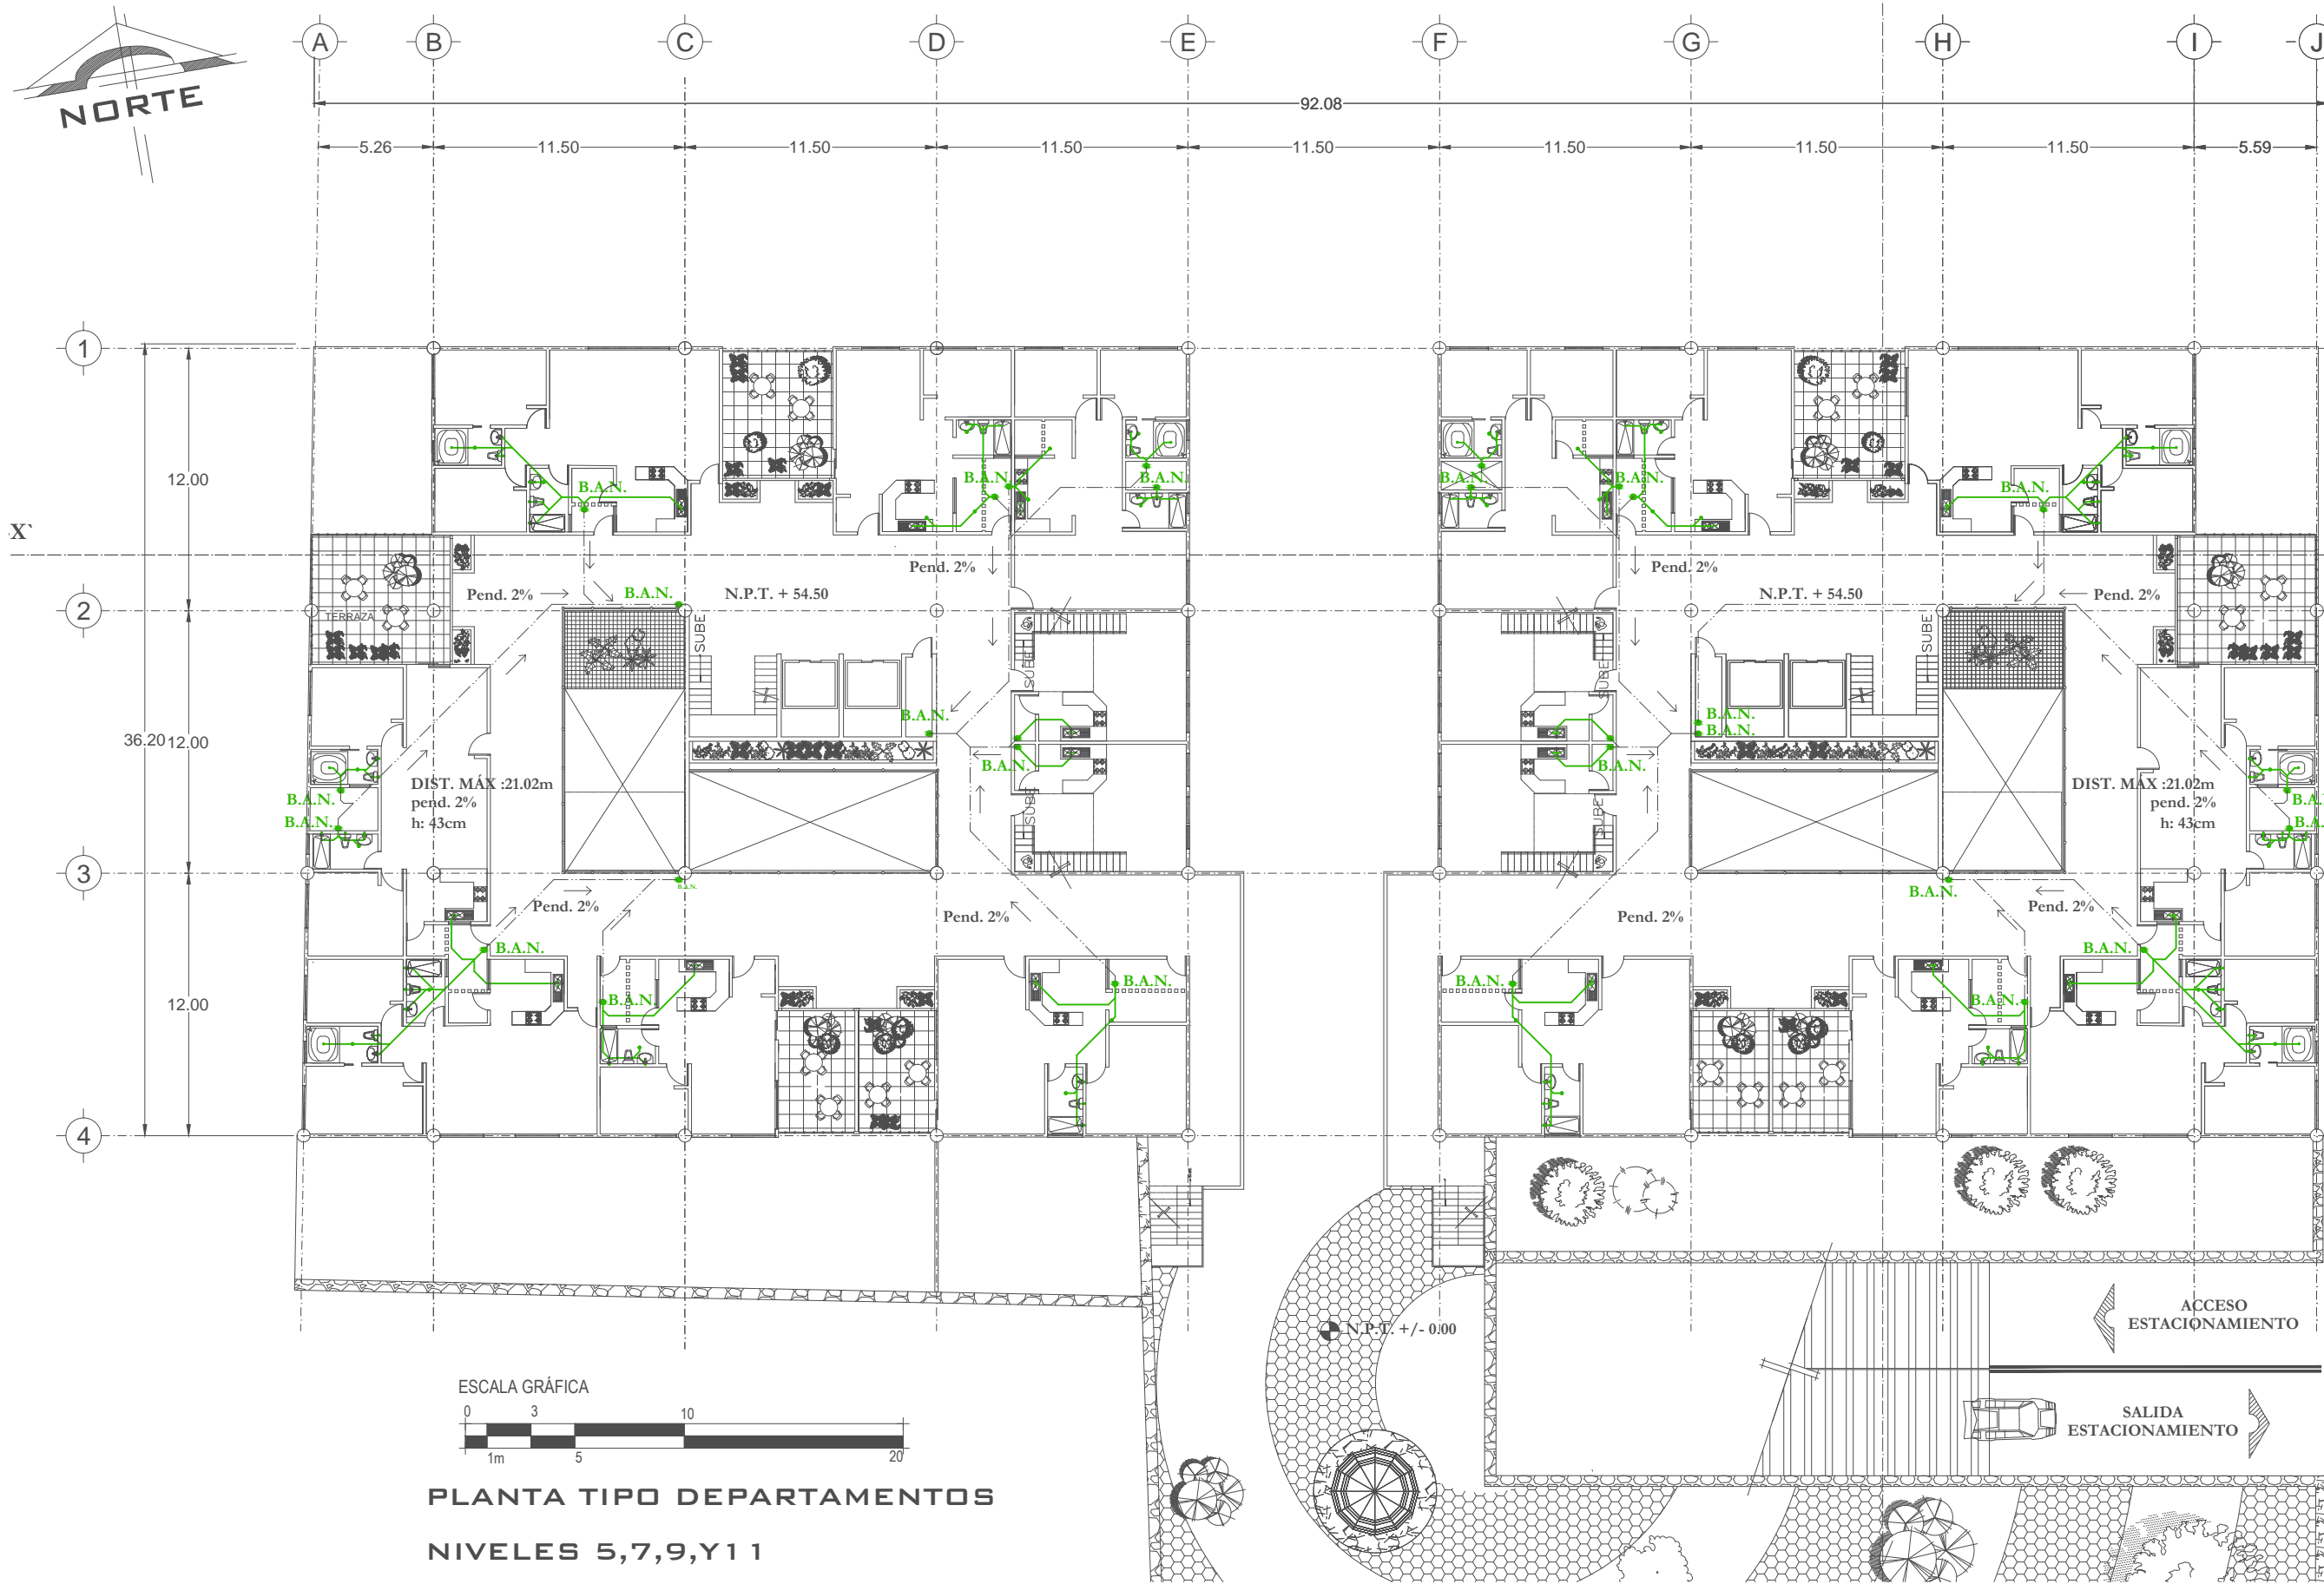 A B C D E F G H I J
NORTE
92.08
5.26 11.50 11.50 11.50 11.50 11.50 11.50 11.50 5.59
1
12.00
B.A.N. B.A.N. B.A.N. B.A.N. B.A.N. B.A.N.
X`
Pend. 2% Pend. 2%
Pend. 2% B.A.N. N.P.T. + 54.50 N.P.T. + 54.50 Pend. 2%
2
TERRAZA
SUBE SUBE SUBE SUBE
B.A.N. B.A.N.
B.A.N.
36.20 12.00
B.A.N. B.A.N.
DIST. MÁX :21.02m
pend. 2%
h: 43cm
DIST. MÁX :21.02m
pend. 2%
h: 43cm
B.A.N. B.A.
B.A.N. B.A.
SUBE SUBE
3
B.A.N.
B.A.N.
Pend. 2% Pend. 2% Pend. 2% Pend. 2%
B.A.N. B.A.N.
B.A.N. B.A.N.
B.A.N. B.A.N.
12.00
4
N.P.T. +/- 0.00
ACCESO
ESTACIONAMIENTO
SALIDA
ESTACIONAMIENTO
ESCALA GRÁFICA
0 3 10
1m 5 20
PLANTA TIPO DEPARTAMENTOS
NIVELES 5,7,9,Y11